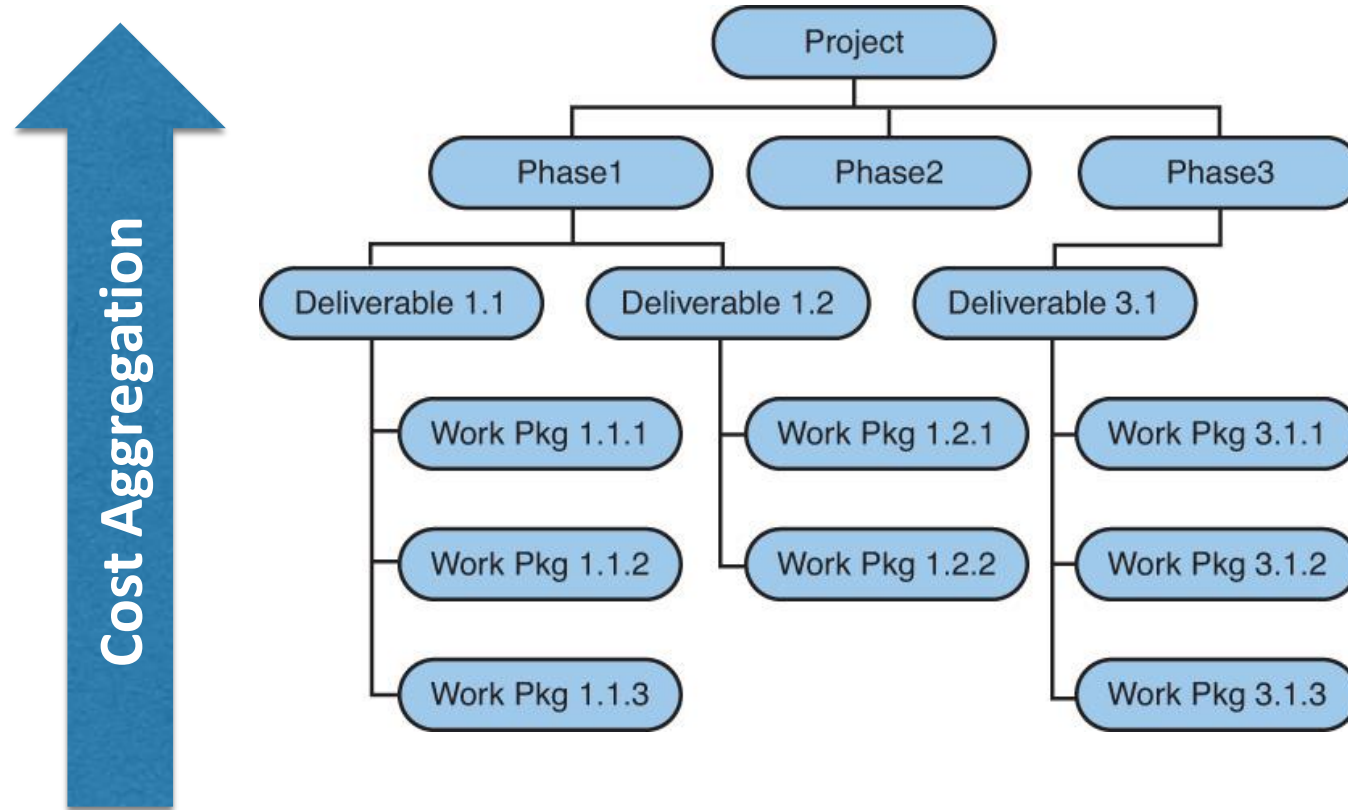 Cost Aggregation
Project
Phase1
Phase2
Phase3
Deliverable 1.1
Deliverable 1.2
Deliverable 3.1
Work Pkg 1.1.1
Work Pkg 1.2.1
Work Pkg 3.1.1
Work Pkg 1.1.2
Work Pkg 1.2.2
Work Pkg 3.1.2
Work Pkg 1.1.3
Work Pkg 3.1.3